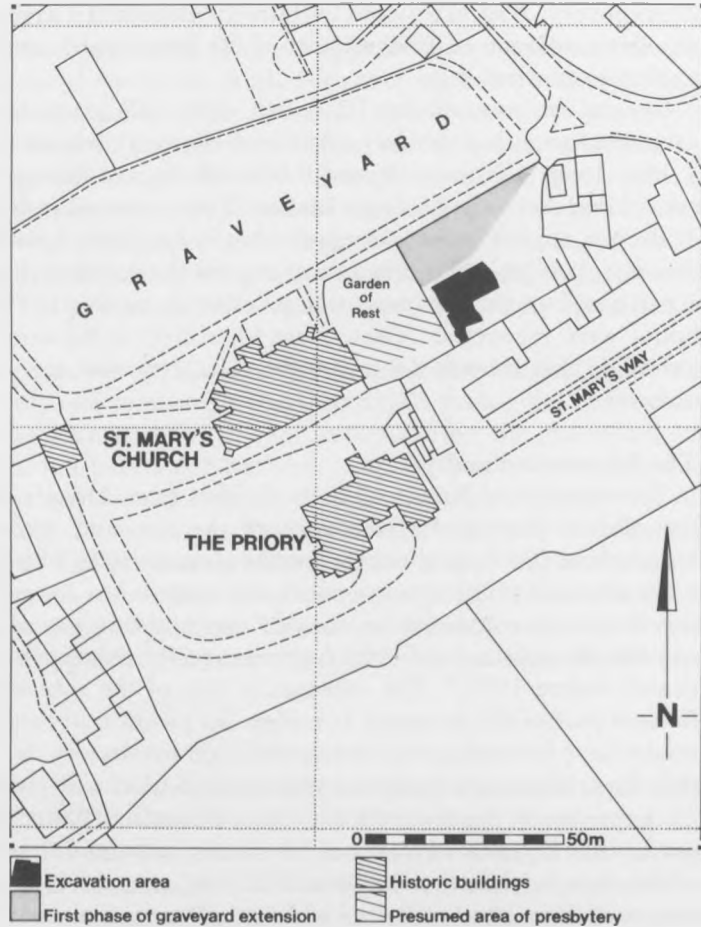 GRAVEYARD
Garden
of
Rest
ST. MARY'S WAY
ST. MARY'S
CHURCH
THE PRIORY
N
0
50m
Excavation area
Historic buildings
First phase of graveyard extension
Presumed area of presbytery